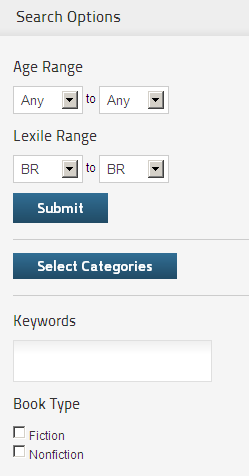 Search Options
Age Range
Any to Any
Lexile Range
BR to BR
Submit
Select Categories
Keywords
Book Type
Fiction
Nonfiction